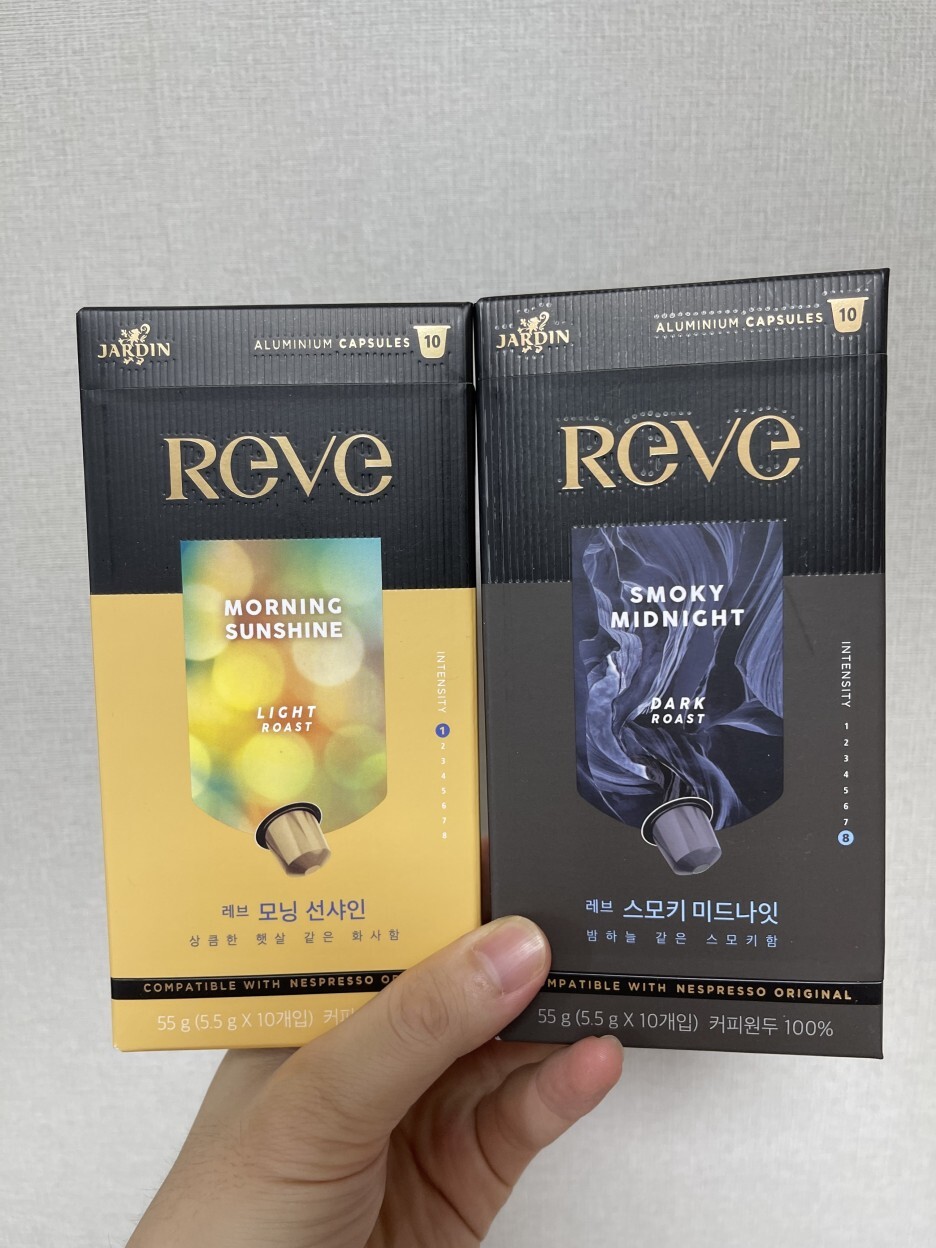 JARDIN
ALUMINIUM CAPSULES 10
REVE
MORNING
SUNSHINE
LIGHT
ROAST
INTENSITY
1
2
3
4
5
6
7
8
레브 모닝 선샤인
상큼한 햇살 같은 화사함
COMPATIBLE WITH NESPRESSO
55 g (5.5 g X 10개입)
JARDIN
ALUMINIUM CAPSULES 10
REVE
SMOKY
MIDNIGHT
DARK
ROAST
INTENSITY
1
2
3
4
5
6
7
8
레브 스모키 미드나잇
밤하늘 같은 스모키함
WITH NESPRESSO ORIGINAL
55 g (5.5 g X 10개입) 커피원두 100%